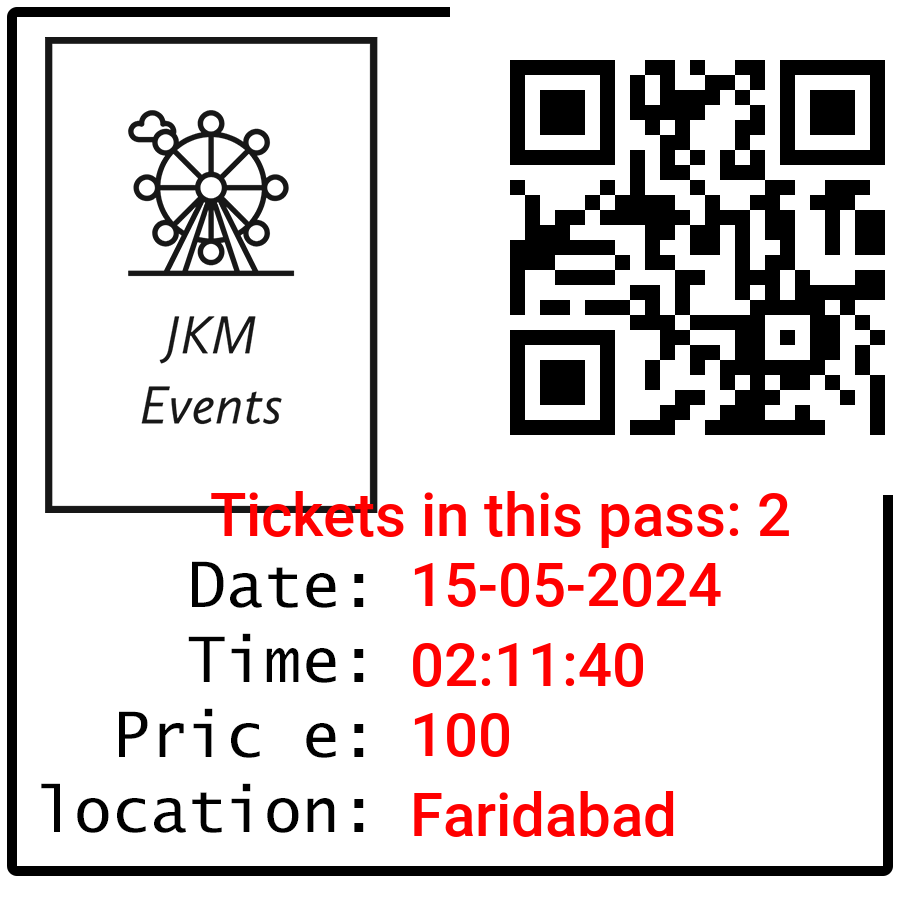 JKM
Events
Tickets in this pass: 2
Date: 15-05-2024
Time: 02:11:40
Pric e: 100
location: Faridabad